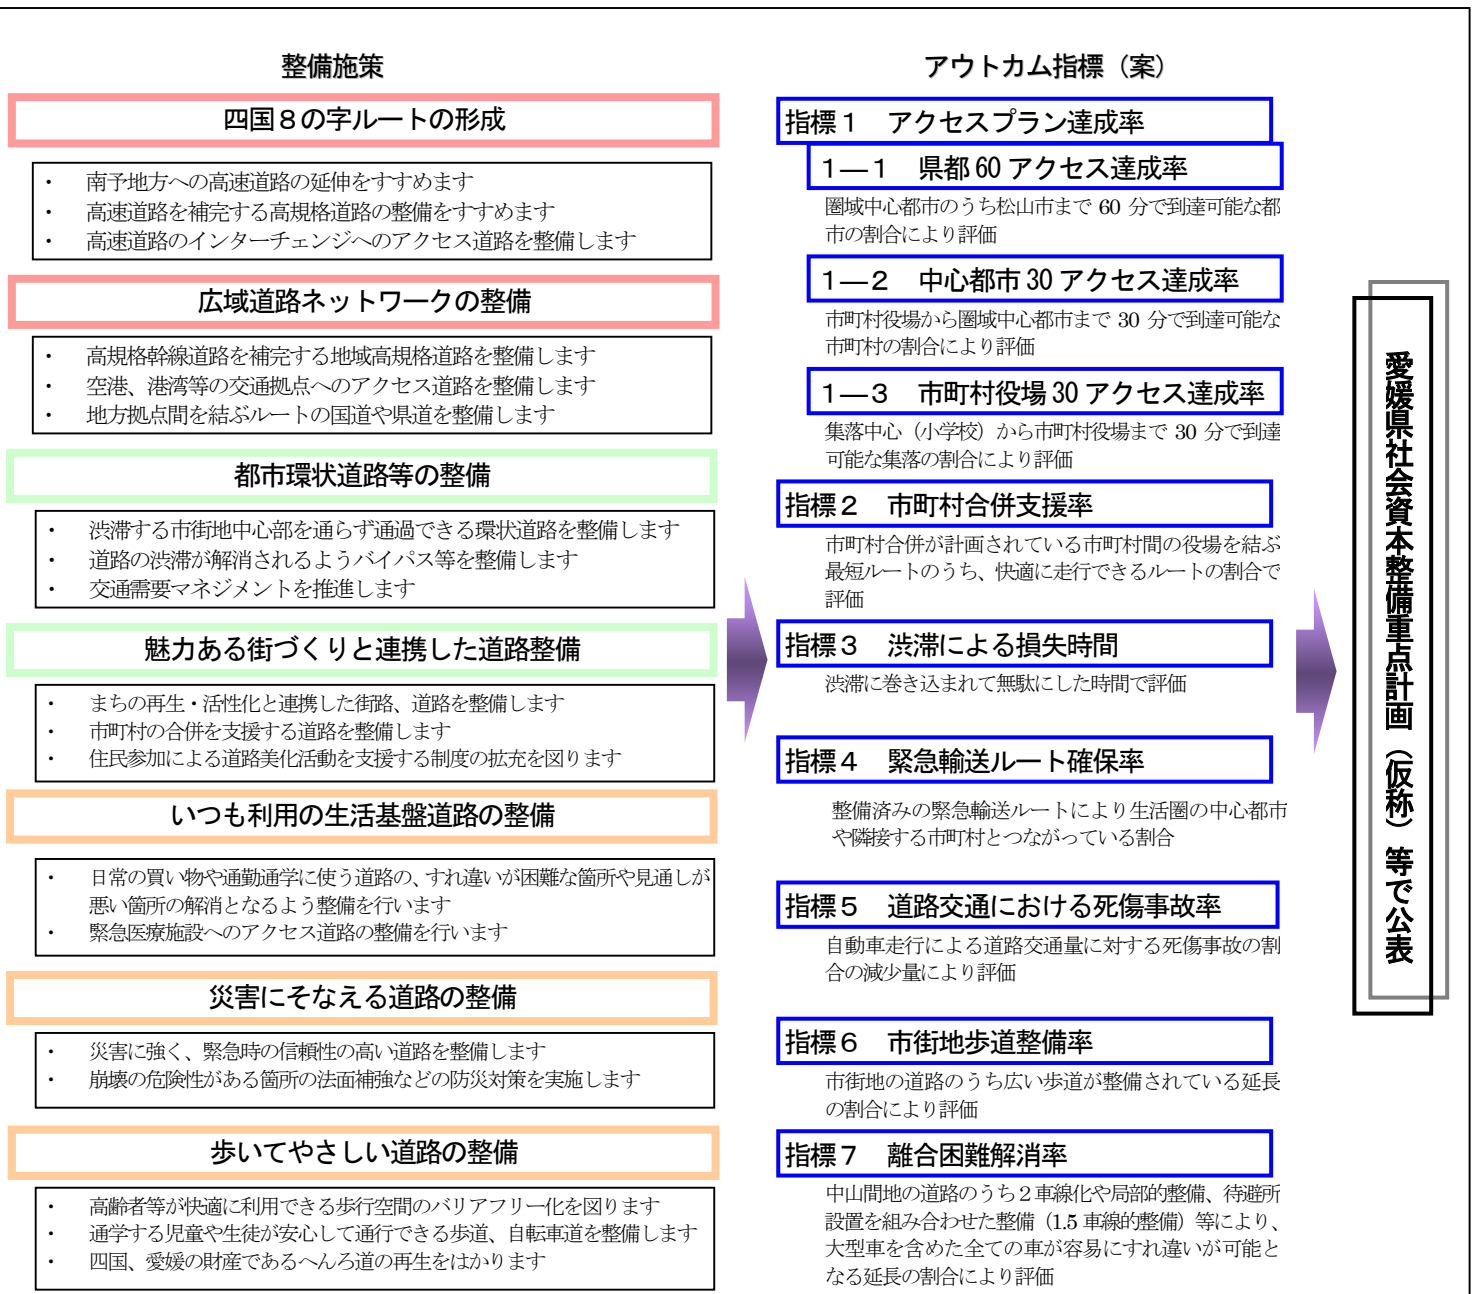 整備施策
四国８の字ルートの形成
・ 南予地方への高速道路の延伸をすすめます
・ 高速道路を補完する高規格道路の整備をすすめます
・ 高速道路のインターチェンジへのアクセス道路を整備します
広域道路ネットワークの整備
・ 高規格幹線道路を補完する地域高規格道路を整備します
・ 空港、港湾等の交通拠点へのアクセス道路を整備します
・ 地方拠点間を結ぶルートの国道や県道を整備します
都市環状道路等の整備
・ 渋滞する市街地中心部を通らず通過できる環状道路を整備します
・ 道路の渋滞が解消されるようバイパス等を整備します
・ 交通需要マネジメントを推進します
魅力ある街づくりと連携した道路整備
・ まちの再生・活性化と連携した街路、道路を整備します
・ 市町村の合併を支援する道路を整備します
・ 住民参加による道路美化活動を支援する制度の拡充を図ります
いつも利用の生活基盤道路の整備
・ 日常の買い物や通勤通学に使う道路の、すれ違いが困難な箇所や見通しが
悪い箇所の解消となるよう整備を行います
・ 緊急医療施設へのアクセス道路の整備を行います
災害にそなえる道路の整備
・ 災害に強く、緊急時の信頼性の高い道路を整備します
・ 崩壊の危険性がある箇所の法面補強などの防災対策を実施します
歩いてやさしい道路の整備
・ 高齢者等が快適に利用できる歩行空間のバリアフリー化を図ります
・ 通学する児童や生徒が安心して通行できる歩道、自転車道を整備します
・ 四国、愛媛の財産であるへんろ道の再生をはかります
アウトカム指標（案）
指標１ アクセスプラン達成率
１―１ 県都 60 アクセス達成率
圏域中心都市のうち松山市まで 60 分で到達可能な都
市の割合により評価
１―２ 中心都市 30 アクセス達成率
市町村役場から圏域中心都市まで 30 分で到達可能な
市町村の割合により評価
１―３ 市町村役場 30 アクセス達成率
集落中心（小学校）から市町村役場まで 30 分で到達
可能な集落の割合により評価
指標２ 市町村合併支援率
市町村合併が計画されている市町村間の役場を結ぶ
最短ルートのうち、快適に走行できるルートの割合で
評価
指標３ 渋滞による損失時間
渋滞に巻き込まれて無駄にした時間で評価
指標４ 緊急輸送ルート確保率
整備済みの緊急輸送ルートにより生活圏の中心都市
や隣接する市町村とつながっている割合
指標５ 道路交通における死傷事故率
自動車走行による道路交通量に対する死傷事故の割
合の減少量により評価
指標６ 市街地歩道整備率
市街地の道路のうち広い歩道が整備されている延長
の割合により評価
指標７ 離合困難解消率
中山間地の道路のうち２車線化や局部的整備、待避所
設置を組み合わせた整備（1.5 車線的整備）等により、
大型車を含めた全ての車が容易にすれ違いが可能と
なる延長の割合により評価
愛媛県社会資本整備重点計画（仮称）等で公表